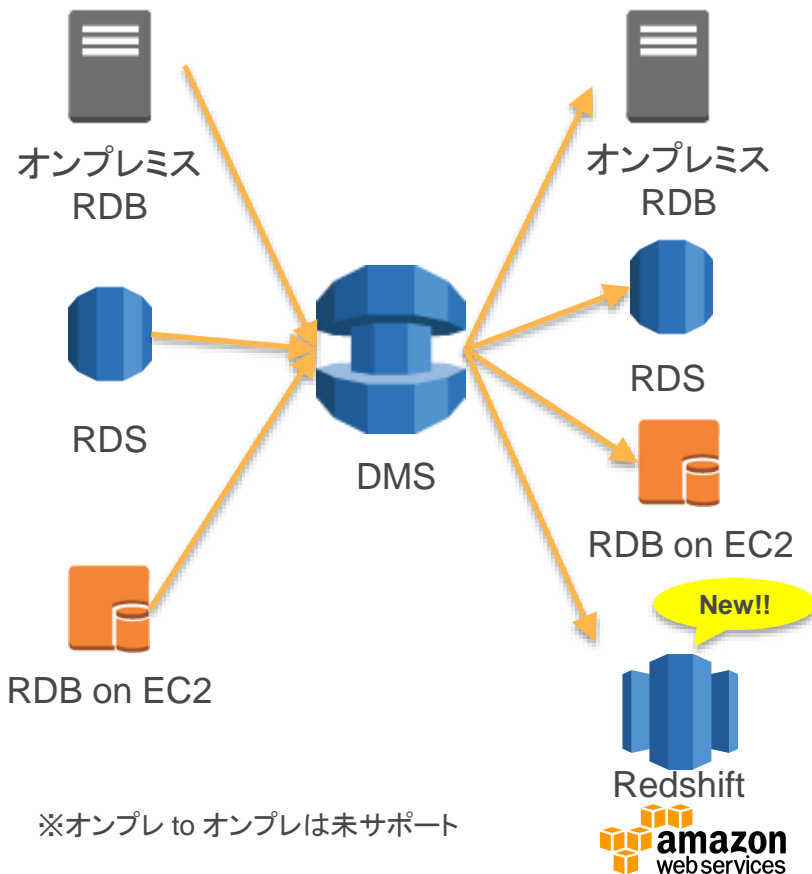 オンプレミス
RDB
RDS
RDB on EC2
DMS
オンプレミス
RDB
RDS
RDB on EC2
New!!
Redshift
※オンプレ to オンプレは未サポート
amazon
webservices